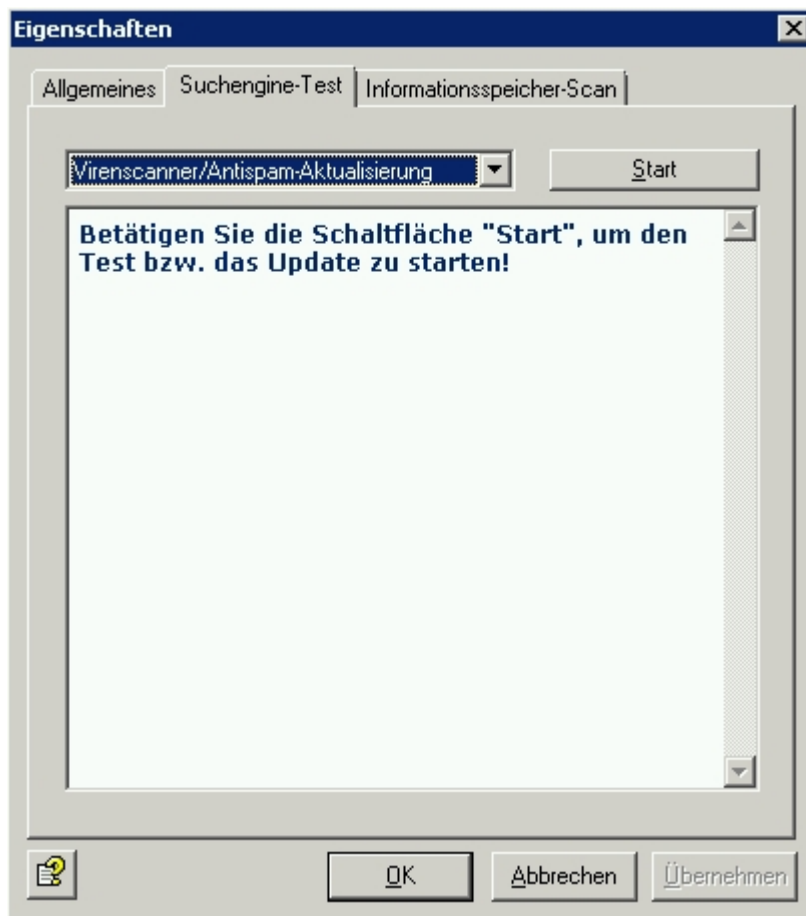 Eigenschaften
Allgemeines Suchengine-Test Informationsspeicher-Scan
Virenscanner/Antispam-Aktualisierung Start
Betätigen Sie die Schaltfläche "Start", um den
Test bzw. das Update zu starten!
OK Abbrechen Übernehmen